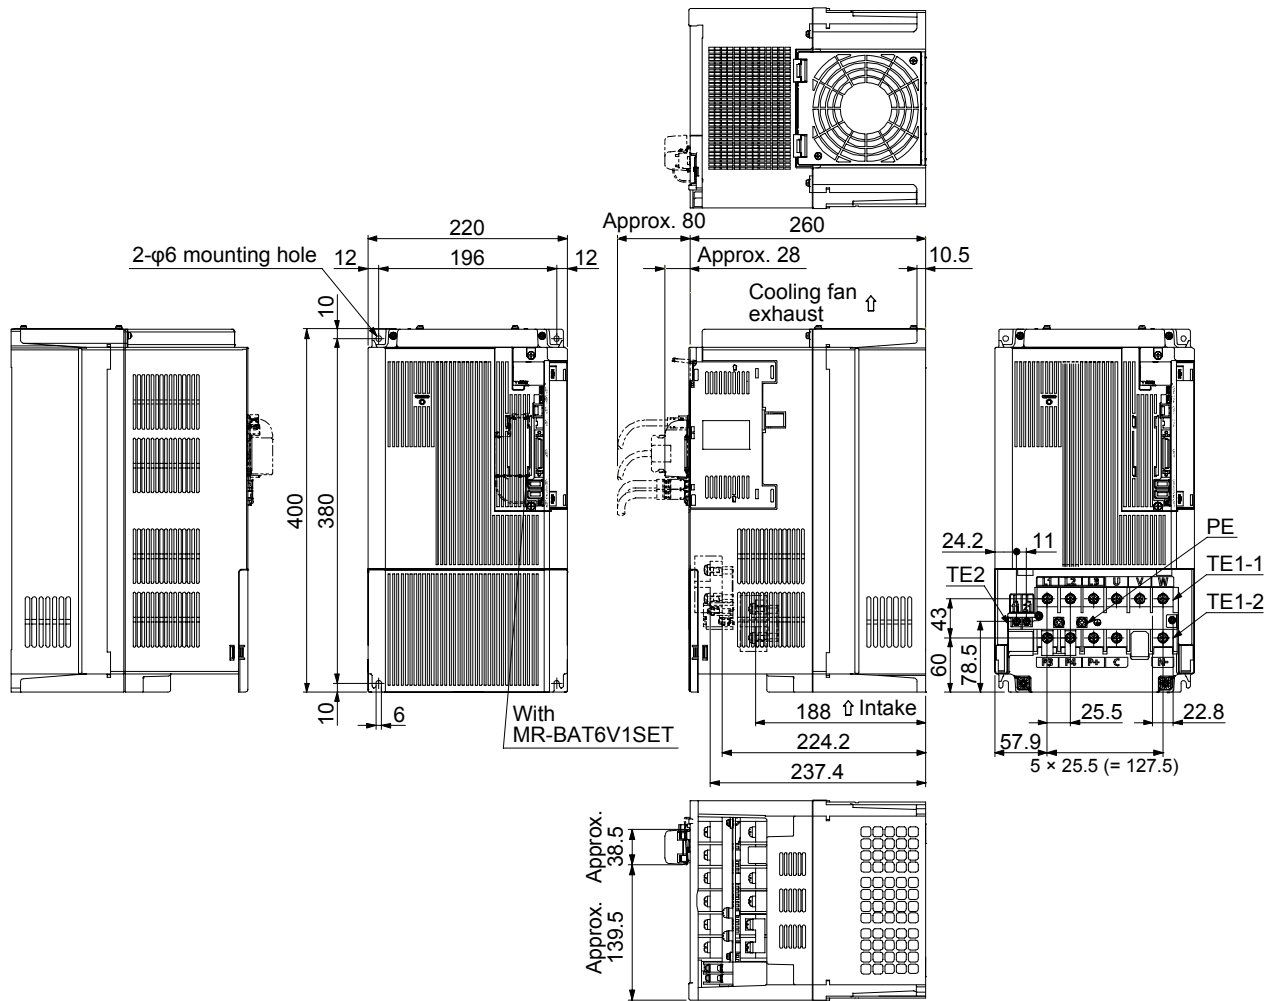 Approx. 80
260
220
2-φ6 mounting hole
12
196
12
Approx. 28
10.5
10
Cooling fan
exhaust
400
380
PE
24.2
11
TE2
TE1-1
TE1-2
L1 L2 L3 U V W
43
60
78.5
P3 P4 P+ C N-
10
6
With
MR-BAT6V1SET
188
Intake
25.5
22.8
224.2
57.9
5 × 25.5 (= 127.5)
237.4
Approx.
38.5
Approx.
139.5